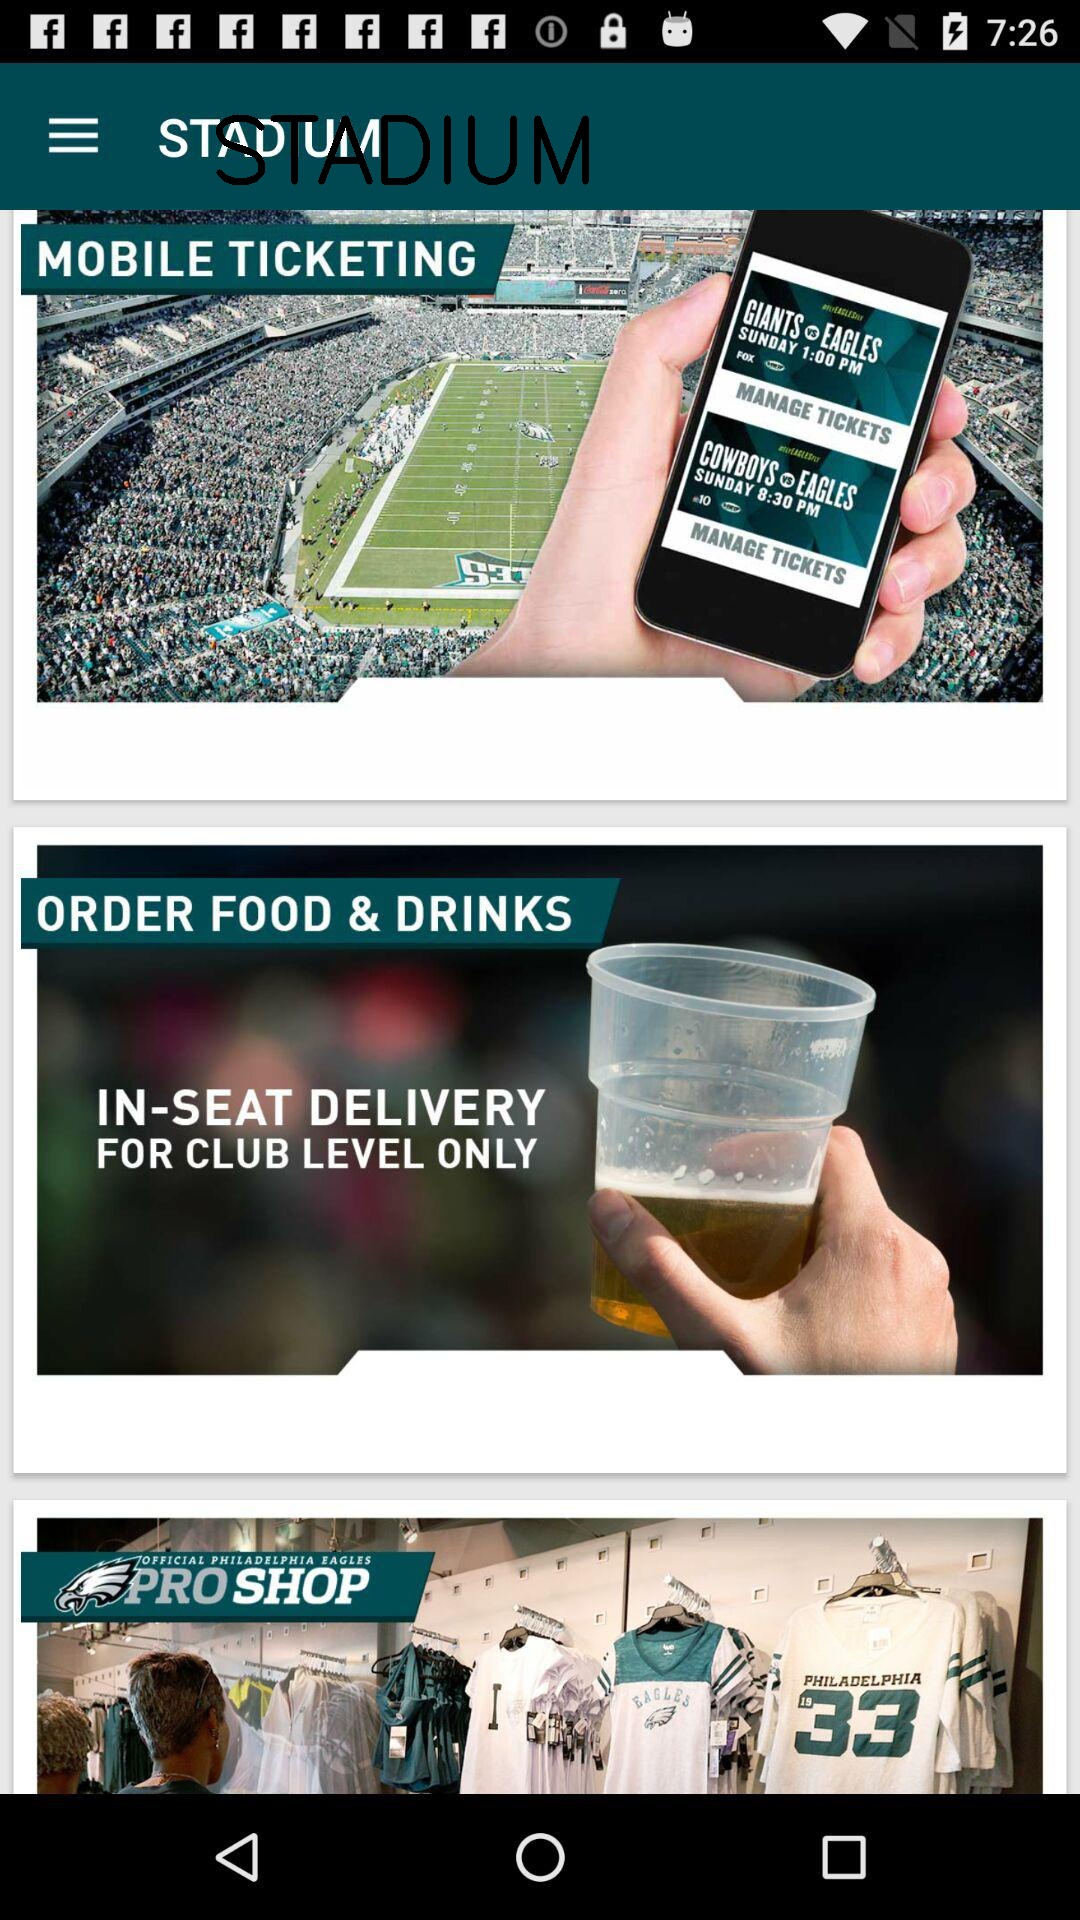 7:26
STADIUM
STADIUM
MOBILE TICKETING
#FLYEAGLESFLY
GIANTS VS EAGLES
SUNDAY 1:00 PM
FOX
MANAGE TICKETS
#FLYEAGLESFLY
COWBOYS VS EAGLES
SUNDAY 8:30 PM
10
MANAGE TICKETS
ORDER FOOD & DRINKS
IN-SEAT DELIVERY
FOR CLUB LEVEL ONLY
OFFICIAL PHILADELPHIA EAGLES
PRO SHOP
EAGLES
PHILADELPHIA
19 33